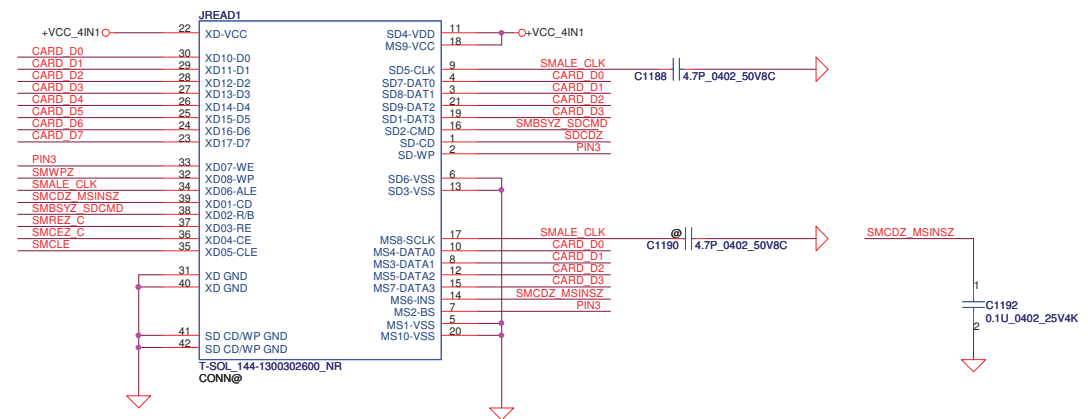 JREAD1
+VCC_4IN1 22 XD-VCC
SD4-VDD 11 +VCC_4IN1
MS9-VCC 18
CARD_D0 30 XD10-D0
CARD_D1 29 XD11-D1
CARD_D2 28 XD12-D2
CARD_D3 27 XD13-D3
CARD_D4 26 XD14-D4
CARD_D5 25 XD15-D5
CARD_D6 24 XD16-D6
CARD_D7 23 XD17-D7
SD5-CLK 9 SMALE_CLK
C1188 4.7P_0402_50V8C
SD7-DAT0 4 CARD_D0
SD8-DAT1 3 CARD_D1
SD9-DAT2 21 CARD_D2
SD1-DAT3 19 CARD_D3
SD2-CMD 16 SMBSYZ_SDCMD
SD-CD 1 SDCDZ
SD-WP 2 PIN3
PIN3 33 XD07-WE
SMWPZ 32 XD08-WP
SMALE_CLK 34 XD06-ALE
SMCDZ_MSINSZ 39 XD01-CD
SMBSYZ_SDCMD 38 XD02-R/B
SMREZ_C 37 XD03-RE
SMCEZ_C 36 XD04-CE
SMCLE 35 XD05-CLE
SD6-VSS 6
SD3-VSS 13
MS8-SCLK 17 SMALE_CLK
@
C1190 4.7P_0402_50V8C
MS4-DATA0 10 CARD_D0
MS3-DATA1 8 CARD_D1
MS5-DATA2 12 CARD_D2
MS7-DATA3 15 CARD_D3
MS6-INS 14 SMCDZ_MSINSZ
MS2-BS 7 PIN3
MS1-VSS 5
MS10-VSS 20
31 XD GND
40 XD GND
41 SD CD/WP GND
42 SD CD/WP GND
T-SOL_144-1300302600_NR
CONN@
SMCDZ_MSINSZ
1
C1192
0.1U_0402_25V4K
2